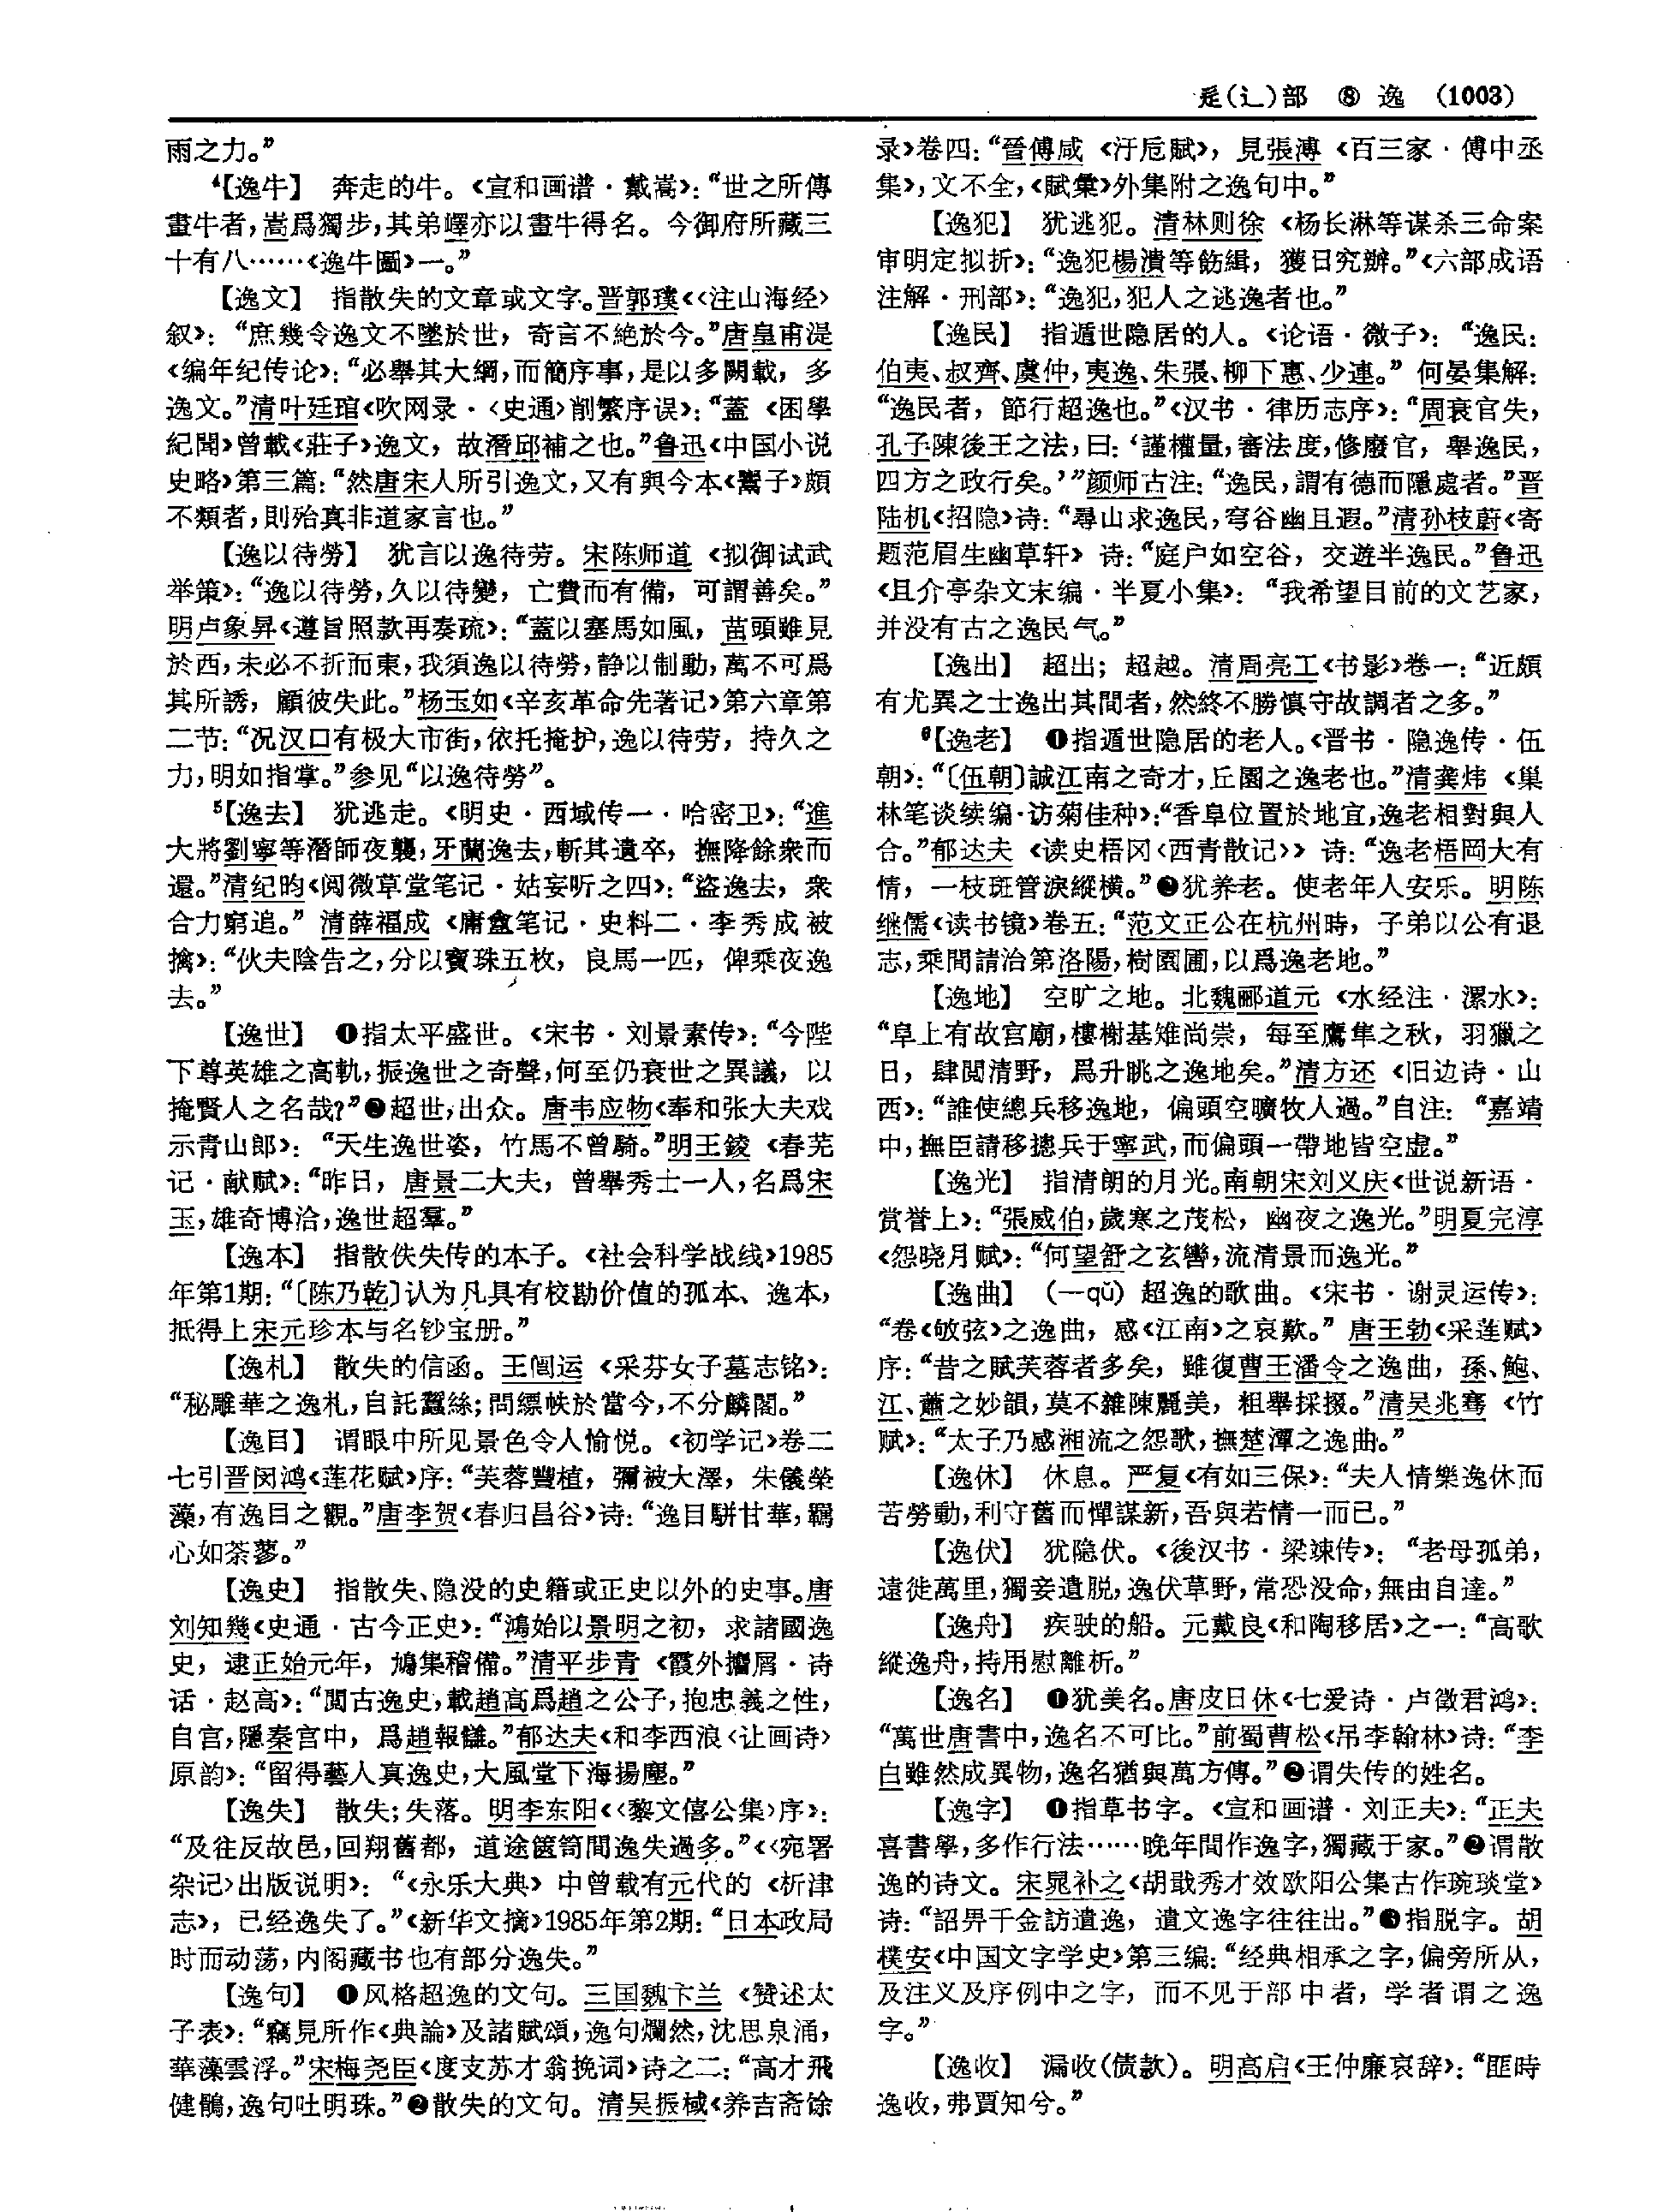 辵(辶)部　⑧　逸　(1003)
雨之力。”
4【逸牛】　奔走的牛。《宣和画谱·戴嵩》：“世之所傳
畫牛者，嵩爲獨步，其弟嶧亦以畫牛得名。今御府所藏三
十有八……《逸牛圖》一。”
【逸文】　指散失的文章或文字。晋郭璞《〈注山海经〉
叙》：“庶幾令逸文不墜於世，奇言不絶於今。”唐皇甫湜
《编年纪传论》：“必舉其大綱，而簡序事，是以多闕載，多
逸文。”清叶廷琯《吹网录·〈史通〉削繁序误》：“蓋《困學
紀聞》曾載《莊子》逸文，故潛邱補之也。”鲁迅《中国小说
史略》第三篇：“然唐宋人所引逸文，又有與今本《鬻子》頗
不類者，則殆真非道家言也。”
【逸以待勞】　犹言以逸待劳。宋陈师道《拟御试武
举策》：“逸以待勞，久以待變，亡費而有備，可謂善矣。”
明卢象昇《遵旨照款再奏疏》：“蓋以塞馬如風，苗頭雖見
於西，未必不折而東，我須逸以待勞，静以制動，萬不可爲
其所誘，顧彼失此。”杨玉如《辛亥革命先著记》第六章第
二节：“况汉口有极大市街，依托掩护，逸以待劳，持久之
力，明如指掌。”参见“以逸待勞”。
5【逸去】　犹逃走。《明史·西域传一·哈密卫》：“進
大將劉寧等潛師夜襲，牙蘭逸去，斬其遺卒，撫降餘衆而
還。”清纪昀《阅微草堂笔记·姑妄听之四》：“盜逸去，衆
合力窮追。”清薛福成《庸盦笔记·史料二·李秀成被
擒》：“伙夫陰告之，分以寶珠五枚，良馬一匹，俾乘夜逸
去。”
【逸世】　❶指太平盛世。《宋书·刘景素传》：“今陛
下尊英雄之高軌，振逸世之奇聲，何至仍衰世之異議，以
掩賢人之名哉？”❷超世，出众。唐韦应物《奉和张大夫戏
示青山郎》：“天生逸世姿，竹馬不曾騎。”明王錂《春芜
记·献赋》：“昨日，唐景二大夫，曾舉秀士一人，名爲宋
玉，雄奇博洽，逸世超羣。”
【逸本】　指散佚失传的本子。《社会科学战线》1985
年第1期：“〔陈乃乾〕认为凡具有校勘价值的孤本、逸本，
抵得上宋元珍本与名钞宝册。”
【逸札】　散失的信函。王闿运《采芬女子墓志铭》：
“秘雕華之逸札，自託蠶絲；問縹帙於當今，不分麟閣。”
【逸目】　谓眼中所见景色令人愉悦。《初学记》卷二
七引晋闵鸿《莲花赋》序：“芙蓉豐植，彌被大澤，朱儀榮
藻，有逸目之觀。”唐李贺《春归昌谷》诗：“逸目駢甘華，羈
心如荼蓼。”
【逸史】　指散失、隐没的史籍或正史以外的史事。唐
刘知幾《史通·古今正史》：“鴻始以景明之初，求諸國逸
史，逮正始元年，鳩集稽備。”清平步青《霞外攟屑·诗
话·赵高》：“聞古逸史，載趙高爲趙之公子，抱忠義之性，
自宫，隱秦宫中，爲趙報讎。”郁达夫《和李西浪〈让画诗〉
原韵》：“留得藝人真逸史，大風堂下海揚塵。”
【逸失】　散失；失落。明李东阳《〈黎文僖公集〉序》：
“及往反故邑，回翔舊都，道途篋笥間逸失過多。”《〈宛署
杂记〉出版说明》：“《永乐大典》中曾载有元代的《析津
志》，已经逸失了。”《新华文摘》1985年第2期：“日本政局
时而动荡，内阁藏书也有部分逸失。”
【逸句】　❶风格超逸的文句。三国魏卞兰《赞述太
子表》：“竊見所作《典論》及諸賦頌，逸句爛然，沈思泉涌，
華藻雲浮。”宋梅尧臣《度支苏才翁挽词》诗之二：“高才飛
健鶻，逸句吐明珠。”❷散失的文句。清吴振棫《养吉斋馀
录》卷四：“晉傅咸《汙卮賦》，見張溥《百三家·傅中丞
集》，文不全，《賦彙》外集附之逸句中。”
【逸犯】　犹逃犯。清林则徐《杨长淋等谋杀三命案
审明定拟折》：“逸犯楊潰等飭緝，獲日究辦。”《六部成语
注解·刑部》：“逸犯，犯人之逃逸者也。”
【逸民】　指遁世隐居的人。《论语·微子》：“逸民：
伯夷、叔齊、虞仲，夷逸、朱張、柳下惠、少連。”何晏集解：
“逸民者，節行超逸也。”《汉书·律历志序》：“周衰官失，
孔子陳後王之法，曰：‘謹權量，審法度，修廢官，舉逸民，
四方之政行矣。’”颜师古注：“逸民，謂有德而隱處者。”晋
陆机《招隐》诗：“尋山求逸民，穹谷幽且遐。”清孙枝蔚《寄
题范眉生幽草轩》诗：“庭户如空谷，交遊半逸民。”鲁迅
《且介亭杂文末编·半夏小集》：“我希望目前的文艺家，
并没有古之逸民气。”
【逸出】　超出；超越。清周亮工《书影》卷一：“近頗
有尤異之士逸出其間者，然終不勝慎守故調者之多。”
6【逸老】　❶指遁世隐居的老人。《晋书·隐逸传·伍
朝》：“〔伍朝〕誠江南之奇才，丘園之逸老也。”清龚炜《巢
林笔谈续编·访菊佳种》：“香阜位置於地宜，逸老相對與人
合。”郁达夫《读史梧冈〈西青散记〉》诗：“逸老梧岡大有
情，一枝斑管淚縱横。”❷犹养老。使老年人安乐。明陈
继儒《读书镜》卷五：“范文正公在杭州時，子弟以公有退
志，乘間請治第洛陽，樹園圃，以爲逸老地。”
【逸地】　空旷之地。北魏郦道元《水经注·漯水》：
“阜上有故宫廟，樓榭基雉尚崇，每至鷹隼之秋，羽獵之
日，肆閲清野，爲升眺之逸地矣。”清方还《旧边诗·山
西》：“誰使總兵移逸地，偏頭空曠牧人過。”自注：“嘉靖
中，撫臣請移摠兵于寧武，而偏頭一帶地皆空虚。”
【逸光】　指清朗的月光。南朝宋刘义庆《世说新语·
赏誉上》：“張威伯，歲寒之茂松，幽夜之逸光。”明夏完淳
《怨晓月赋》：“何望舒之玄轡，流清景而逸光。”
【逸曲】　(—qǔ)　超逸的歌曲。《宋书·谢灵运传》：
“卷《敂弦》之逸曲，感《江南》之哀歎。”唐王勃《采莲赋》
序：“昔之賦芙蓉者多矣，雖復曹王潘令之逸曲，孫、鮑、
江、蕭之妙韻，莫不雜陳麗美，粗舉採掇。”清吴兆骞《竹
赋》：“太子乃感湘流之怨歌，撫楚潭之逸曲。”
【逸休】　休息。严复《有如三保》：“夫人情樂逸休而
苦勞動，利守舊而憚謀新，吾與若情一而已。”
【逸伏】　犹隐伏。《後汉书·梁竦传》：“老母孤弟，
遠徙萬里，獨妾遺脱，逸伏草野，常恐没命，無由自達。”
【逸舟】　疾驶的船。元戴良《和陶移居》之一：“高歌
縱逸舟，持用慰離析。”
【逸名】　❶犹美名。唐皮日休《七爱诗·卢徵君鸿》：
“萬世唐書中，逸名不可比。”前蜀曹松《吊李翰林》诗：“李
白雖然成異物，逸名猶與萬方傳。”❷谓失传的姓名。
【逸字】　❶指草书字。《宣和画谱·刘正夫》：“正夫
喜書學，多作行法……晚年間作逸字，獨藏于家。”❷谓散
逸的诗文。宋晁补之《胡戢秀才效欧阳公集古作琬琰堂》
诗：“詔畀千金訪遺逸，遺文逸字往往出。”❸指脱字。胡
樸安《中国文字学史》第三编：“经典相承之字，偏旁所从，
及注义及序例中之字，而不见于部中者，学者谓之逸
字。”
【逸收】　漏收(债款)。明高启《王仲廉哀辞》：“匪時
逸收，弗賈知兮。”